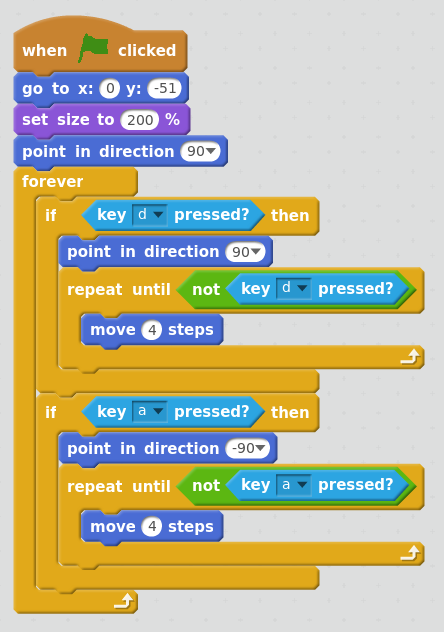 when clicked
go to x: 0 y: -51
set size to 200 %
point in direction 90
forever
if key d pressed? then
point in direction 90
repeat until not key d pressed?
move 4 steps
if key a pressed? then
point in direction -90
repeat until not key a pressed?
move 4 steps